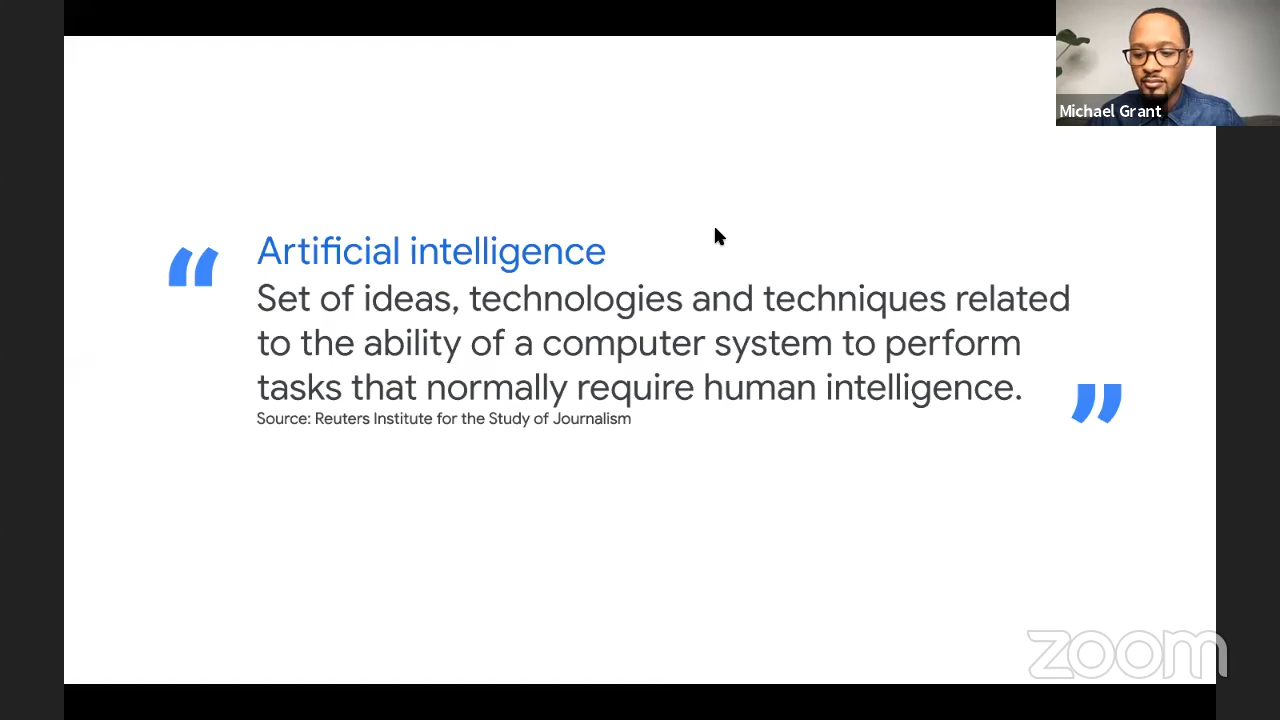 Michael Grant
“
Artificial intelligence
Set of ideas, technologies and techniques related
to the ability of a computer system to perform
tasks that normally require human intelligence.
”
Source: Reuters Institute for the Study of Journalism
zoom